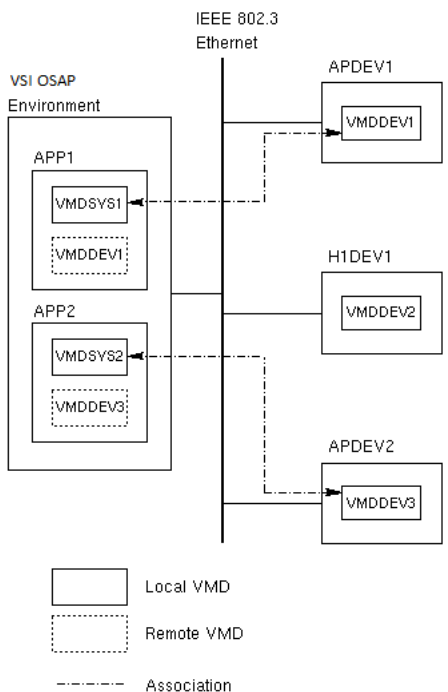 IEEE 802.3
Ethernet
VSI OSAP
Environment
APP1
VMDSYS1
VMDDEV1
APP2
VMDSYS2
VMDDEV3
APDEV1
VMDDEV1
H1DEV1
VMDDEV2
APDEV2
VMDDEV3
Local VMD
Remote VMD
Association